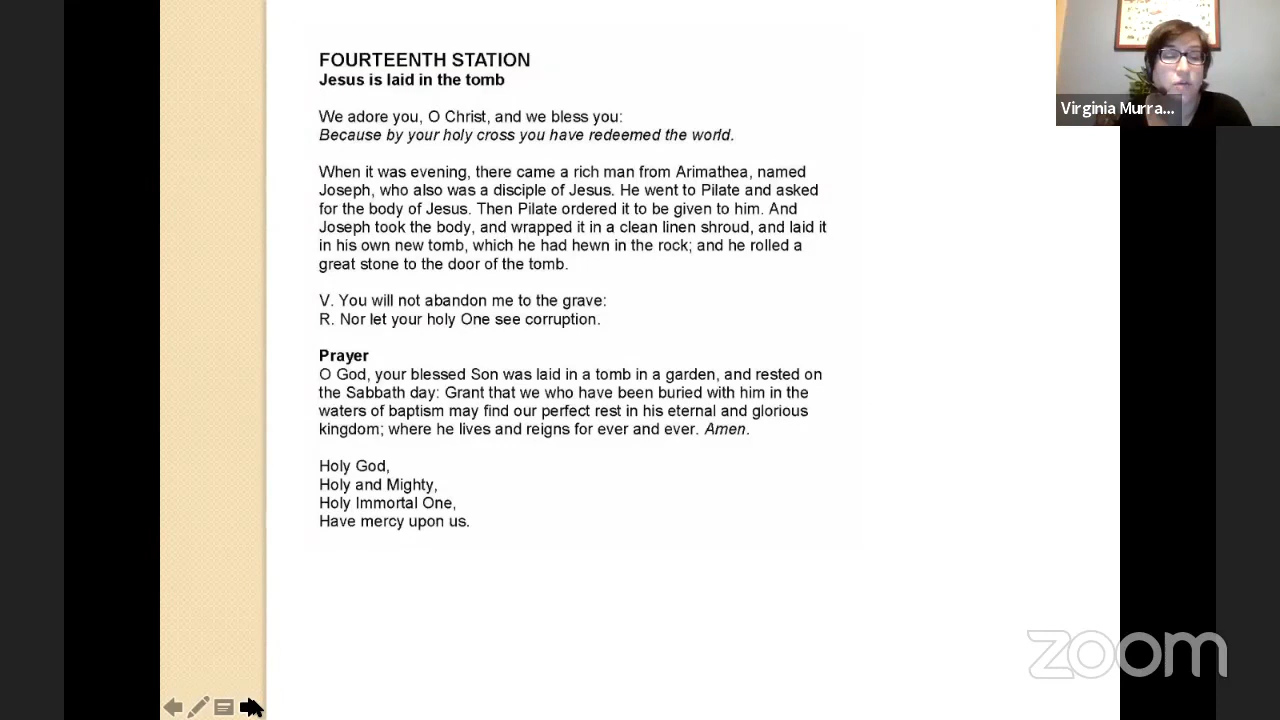 FOURTEENTH STATION
Jesus is laid in the tomb
We adore you, O Christ, and we bless you:
Because by your holy cross you have redeemed the world.
When it was evening, there came a rich man from Arimathea, named
Joseph, who also was a disciple of Jesus. He went to Pilate and asked
for the body of Jesus. Then Pilate ordered it to be given to him. And
Joseph took the body, and wrapped it in a clean linen shroud, and laid it
in his own new tomb, which he had hewn in the rock; and he rolled a
great stone to the door of the tomb.
V. You will not abandon me to the grave:
R. Nor let your holy One see corruption.
Prayer
O God, your blessed Son was laid in a tomb in a garden, and rested on
the Sabbath day: Grant that we who have been buried with him in the
waters of baptism may find our perfect rest in his eternal and glorious
kingdom; where he lives and reigns for ever and ever. Amen.
Holy God,
Holy and Mighty,
Holy Immortal One,
Have mercy upon us.
Virginia Murra...
zoom